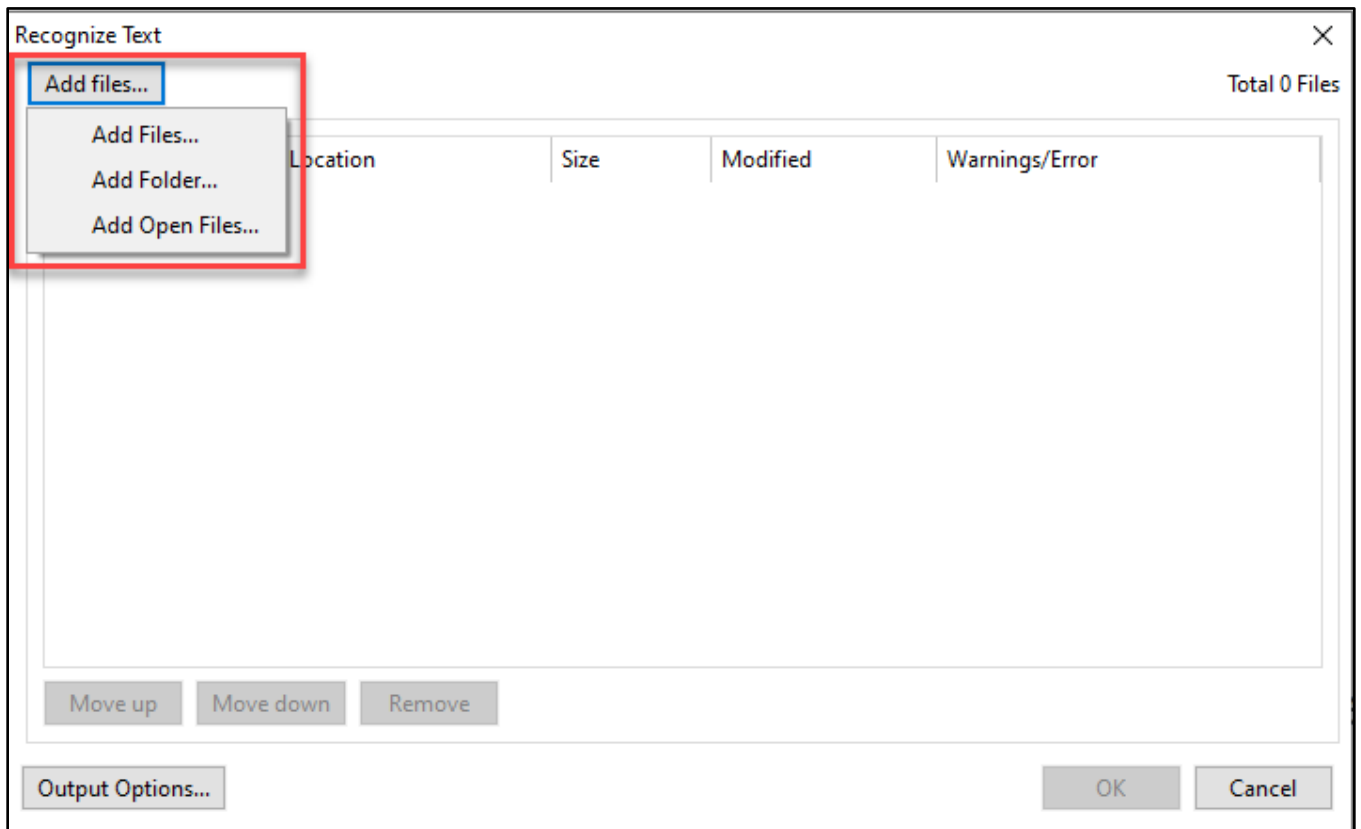 Recognize Text
Add files...
Total 0 Files
Add Files...
Add Folder...
Add Open Files...
Location Size Modified Warnings/Error
Move up Move down Remove
Output Options... OK Cancel